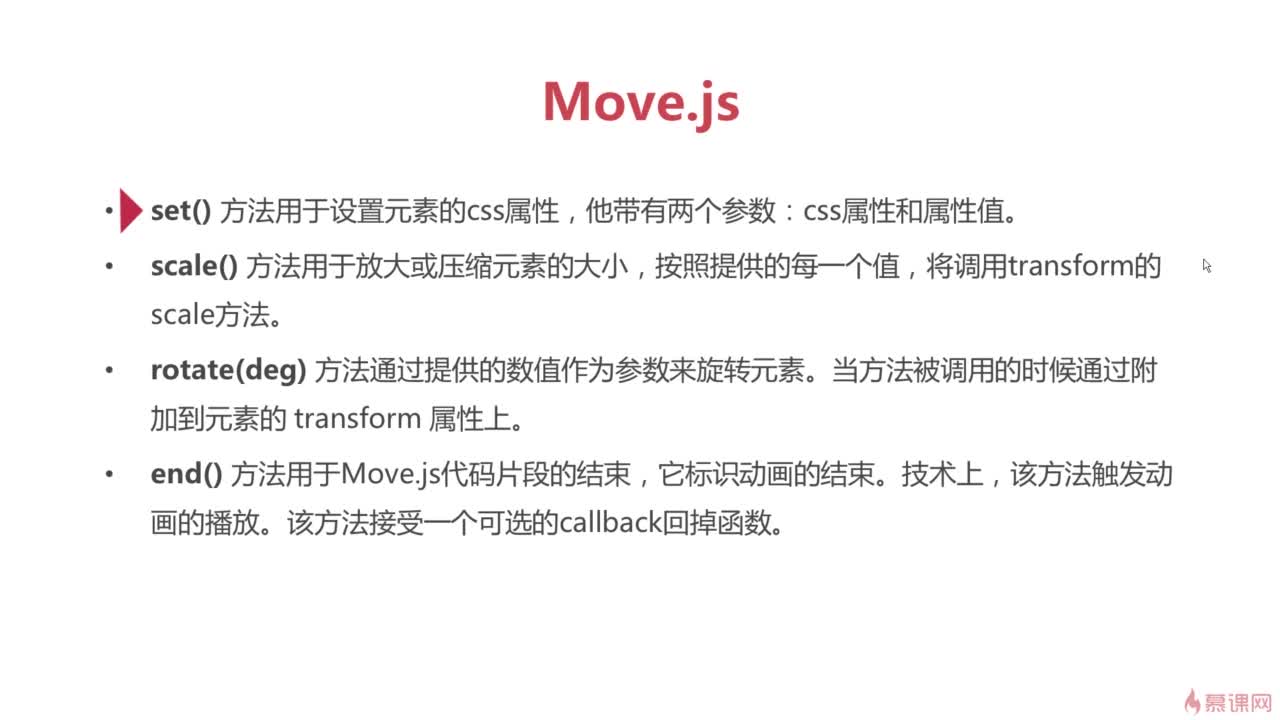 Move.js
• set() 方法用于设置元素的css属性，他带有两个参数：css属性和属性值。
• scale() 方法用于放大或压缩元素的大小，按照提供的每一个值，将调用transform的
scale方法。
• rotate(deg) 方法通过提供的数值作为参数来旋转元素。当方法被调用的时候通过附
加到元素的 transform 属性上。
• end() 方法用于Move.js代码片段的结束，它标识动画的结束。技术上，该方法触发动
画的播放。该方法接受一个可选的callback回掉函数。
慕课网